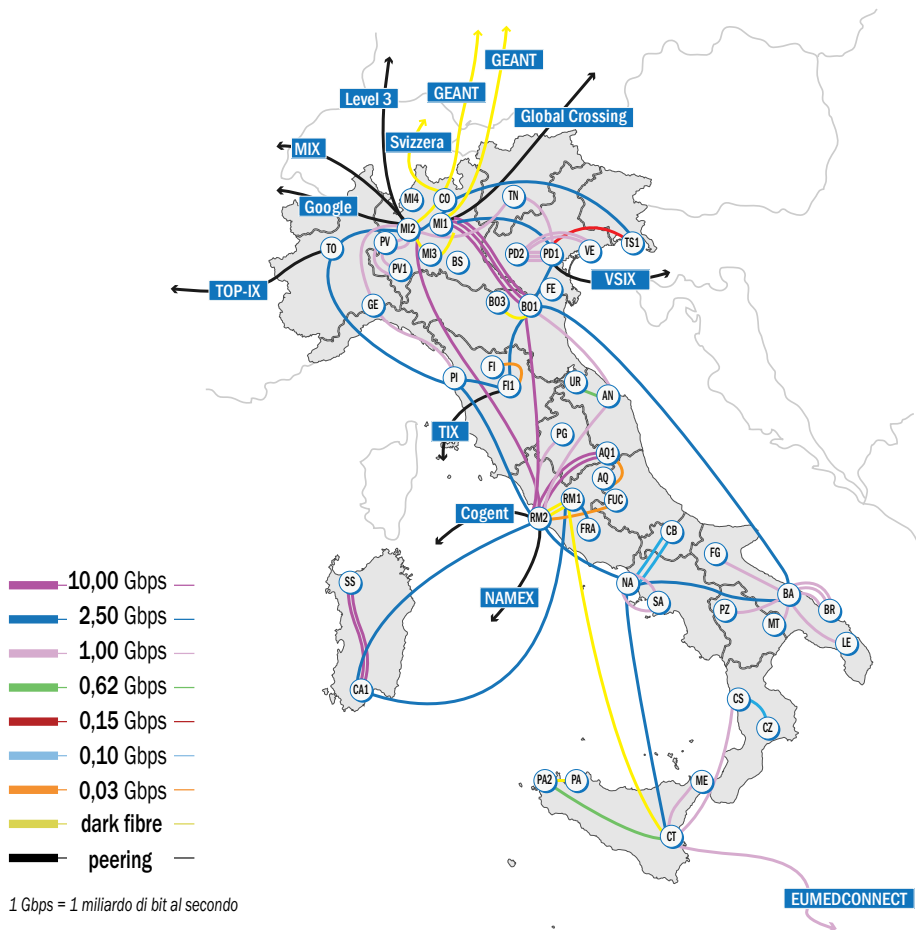 GEANT
GEANT
Level 3
Global Crossing
Svizzera
MIX
Google
TOP-IX
VSIX
TIX
Cogent
NAMEX
EUMEDCONNECT
MI4
CO
TN
MI2
MI1
TO
PV
MI3
BS
PD2
PD1
VE
TS1
PV1
GE
BO3
BO1
FE
PI
FI
FI1
UR
AN
PG
AQ1
AQ
RM1
FUC
RM2
FRA
CB
FG
NA
SA
PZ
BA
BR
MT
LE
SS
CA1
CS
CZ
PA2
PA
ME
CT
10,00 Gbps
2,50 Gbps
1,00 Gbps
0,62 Gbps
0,15 Gbps
0,10 Gbps
0,03 Gbps
dark fibre
peering
1 Gbps = 1 miliardo di bit al secondo